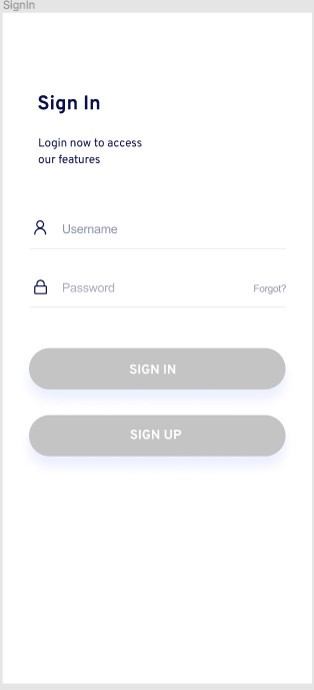 SignIn
Sign In
Login now to access
our features
Username
Password Forgot?
SIGN IN
SIGN UP